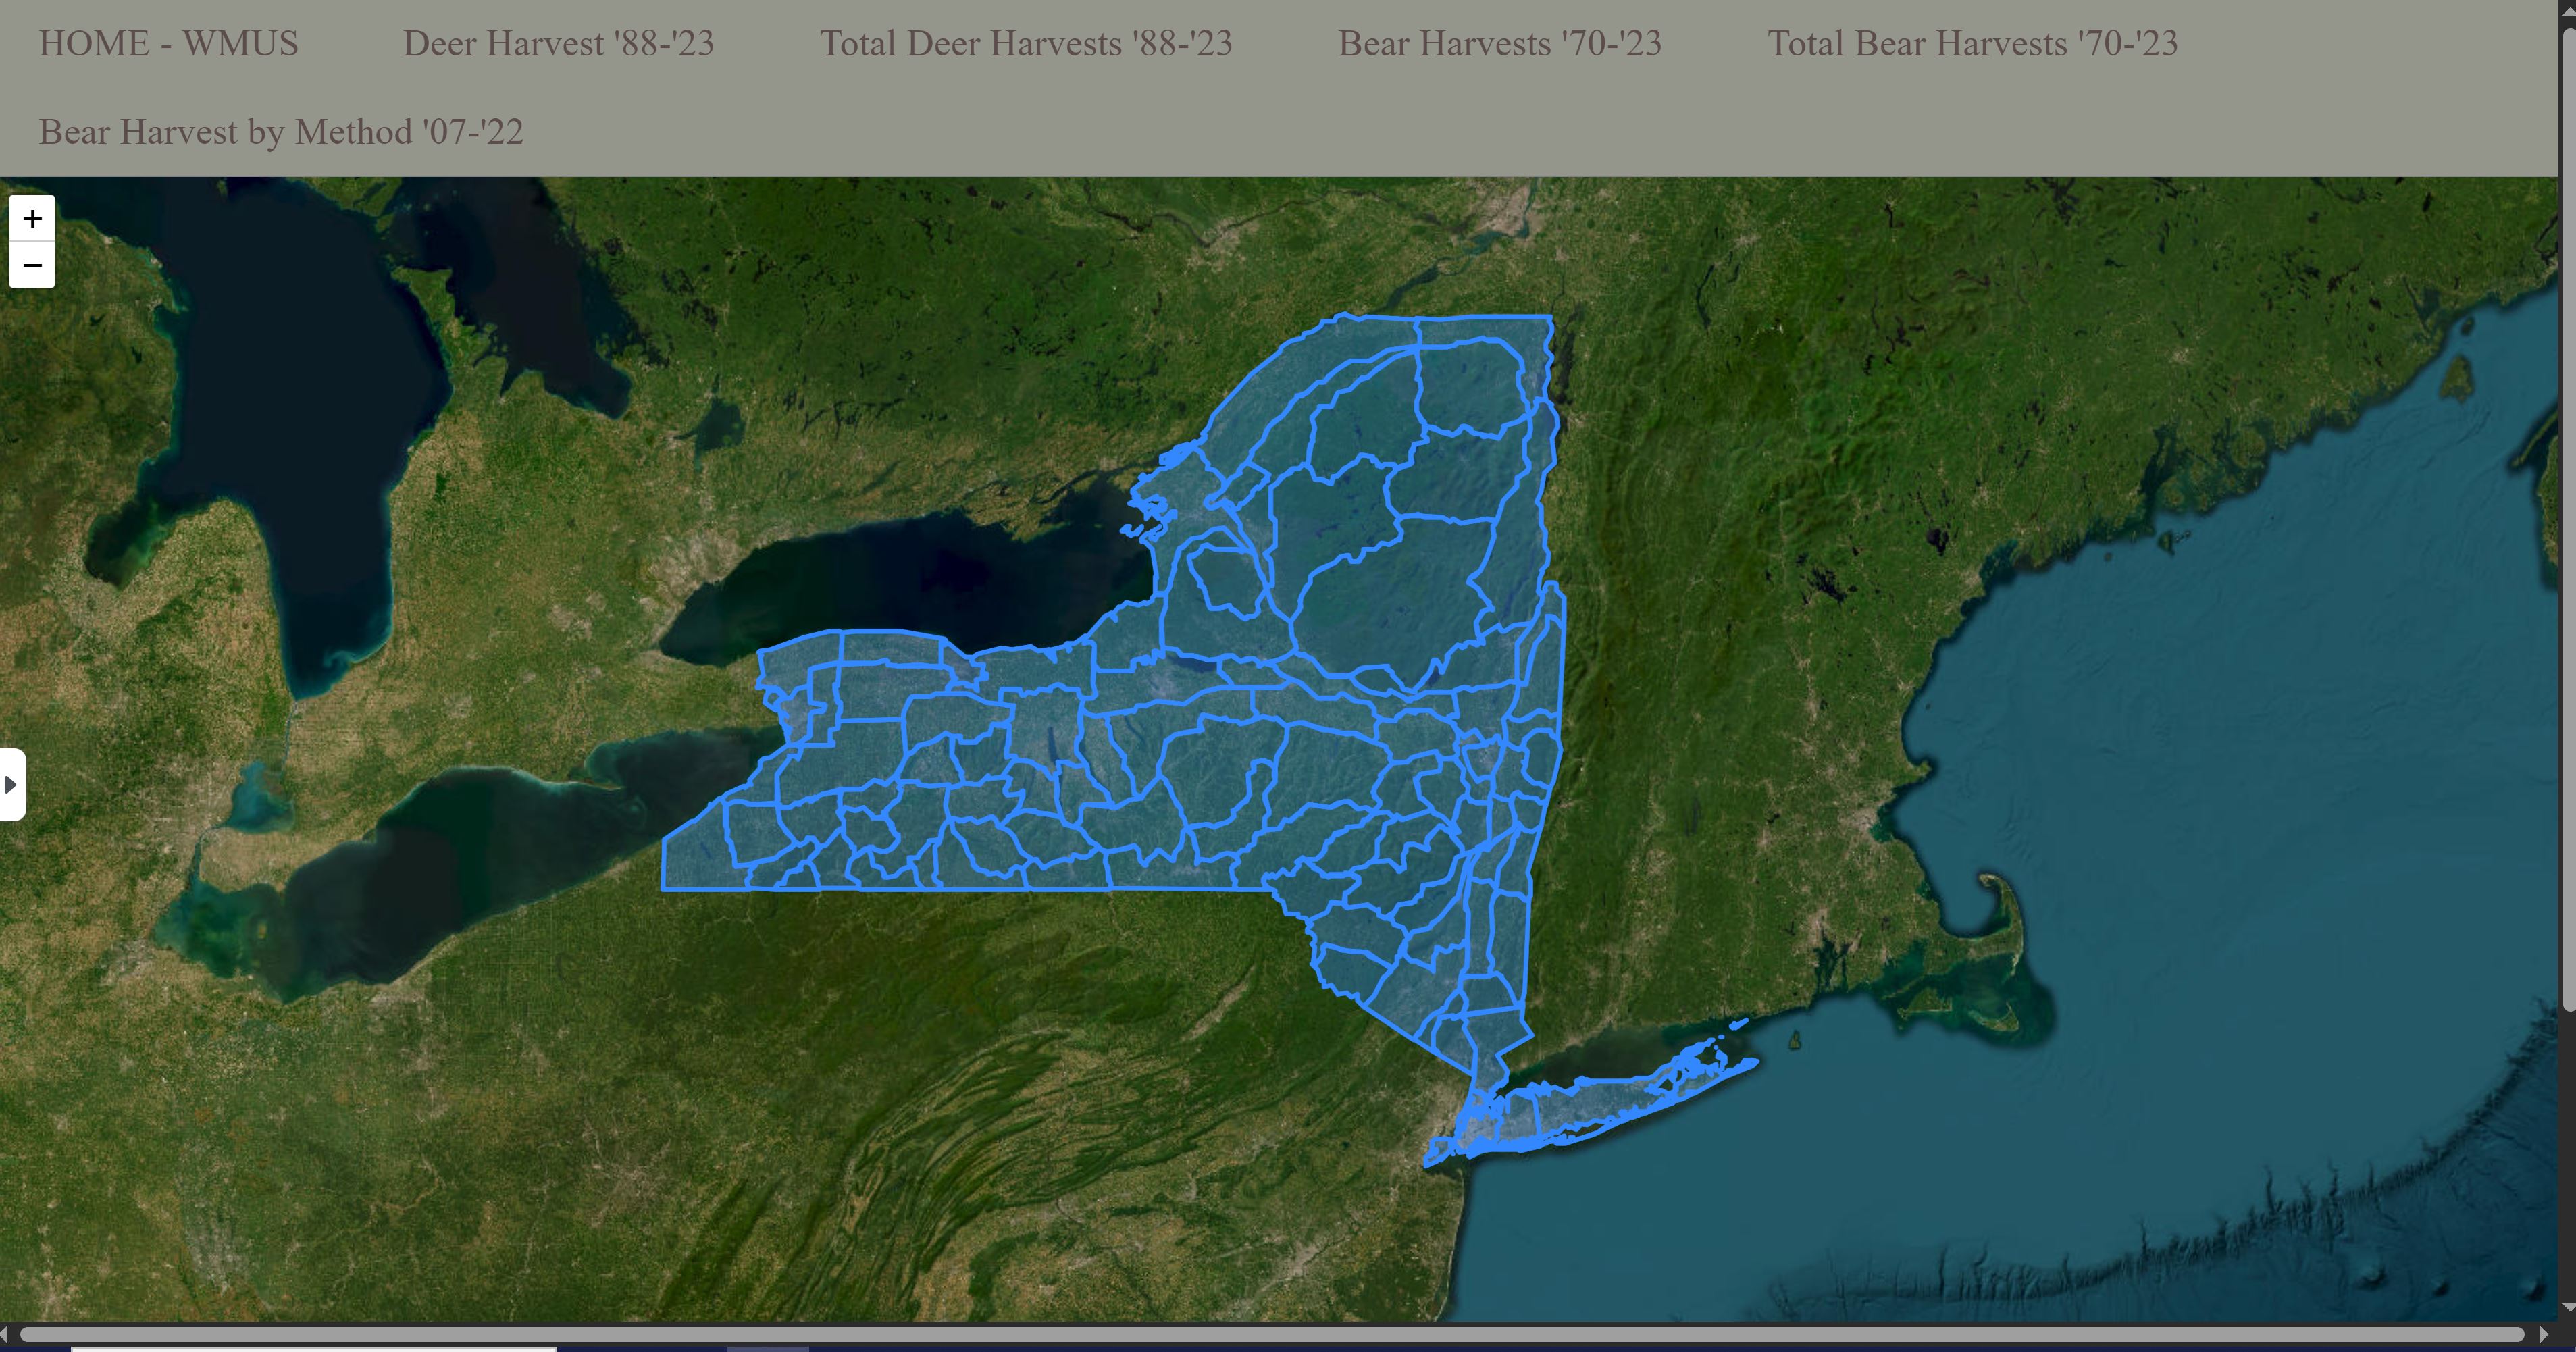 HOME - WMUS Deer Harvest '88-'23 Total Deer Harvests '88-'23 Bear Harvests '70-'23 Total Bear Harvests '70-'23
Bear Harvest by Method '07-'22
+
−